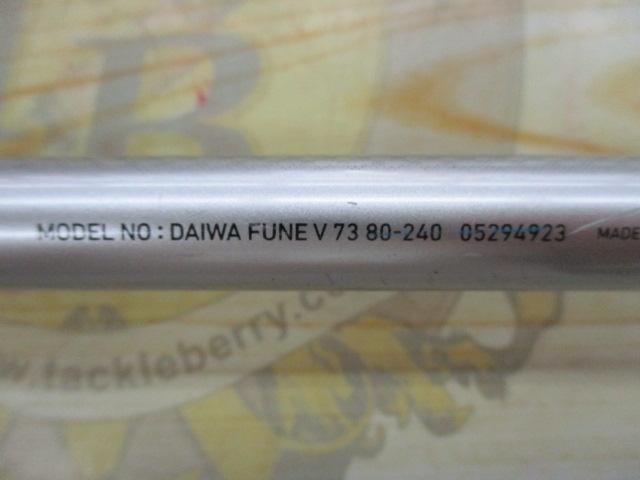 B
MODEL NO : DAIWA FUNE V 73 80-240 05294923 MADE
www.tackleberry.co